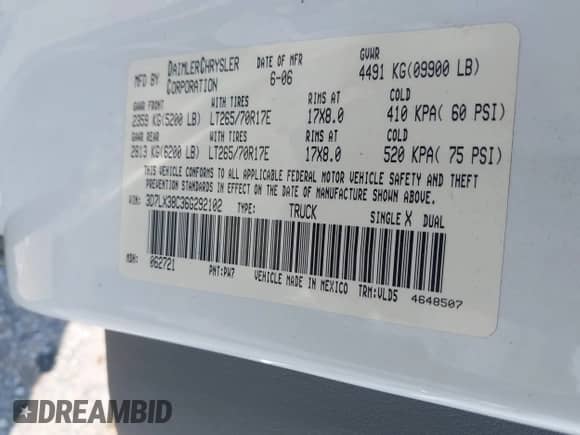 MFD BY DAIMLERCHRYSLER CORPORATION DATE OF MFR 6-06 GVWR 4491 KG(09900 LB)
GAWR FRONT WITH TIRES RIMS AT COLD
2359 KG(5200 LB) LT265/70R17E 17X8.0 410 KPA( 60 PSI)
GAWR REAR WITH TIRES RIMS AT COLD
2813 KG(6200 LB) LT265/70R17E 17X8.0 520 KPA( 75 PSI)
THIS VEHICLE CONFORMS TO ALL APPLICABLE FEDERAL MOTOR VEHICLE SAFETY AND THEFT
PREVENTION STANDARDS IN EFFECT ON THE DATE OF MANUFACTURE SHOWN ABOVE.
VIN: 3D7LX38C36G292102 TYPE: TRUCK SINGLE X DUAL
MDH: 062721 PNT:PW7 VEHICLE MADE IN MEXICO TRM:VLD5 4648507
DREAMBID